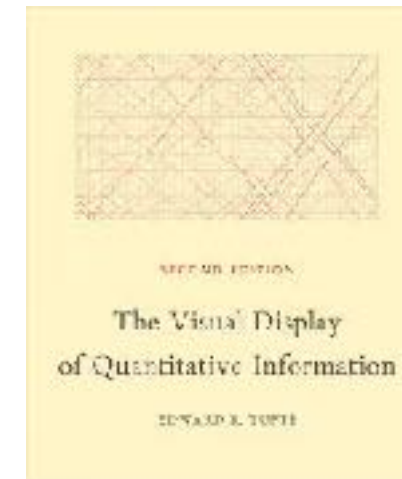 SECOND EDITION
The Visual Display
of Quantitative Information
EDWARD R. TUFTE